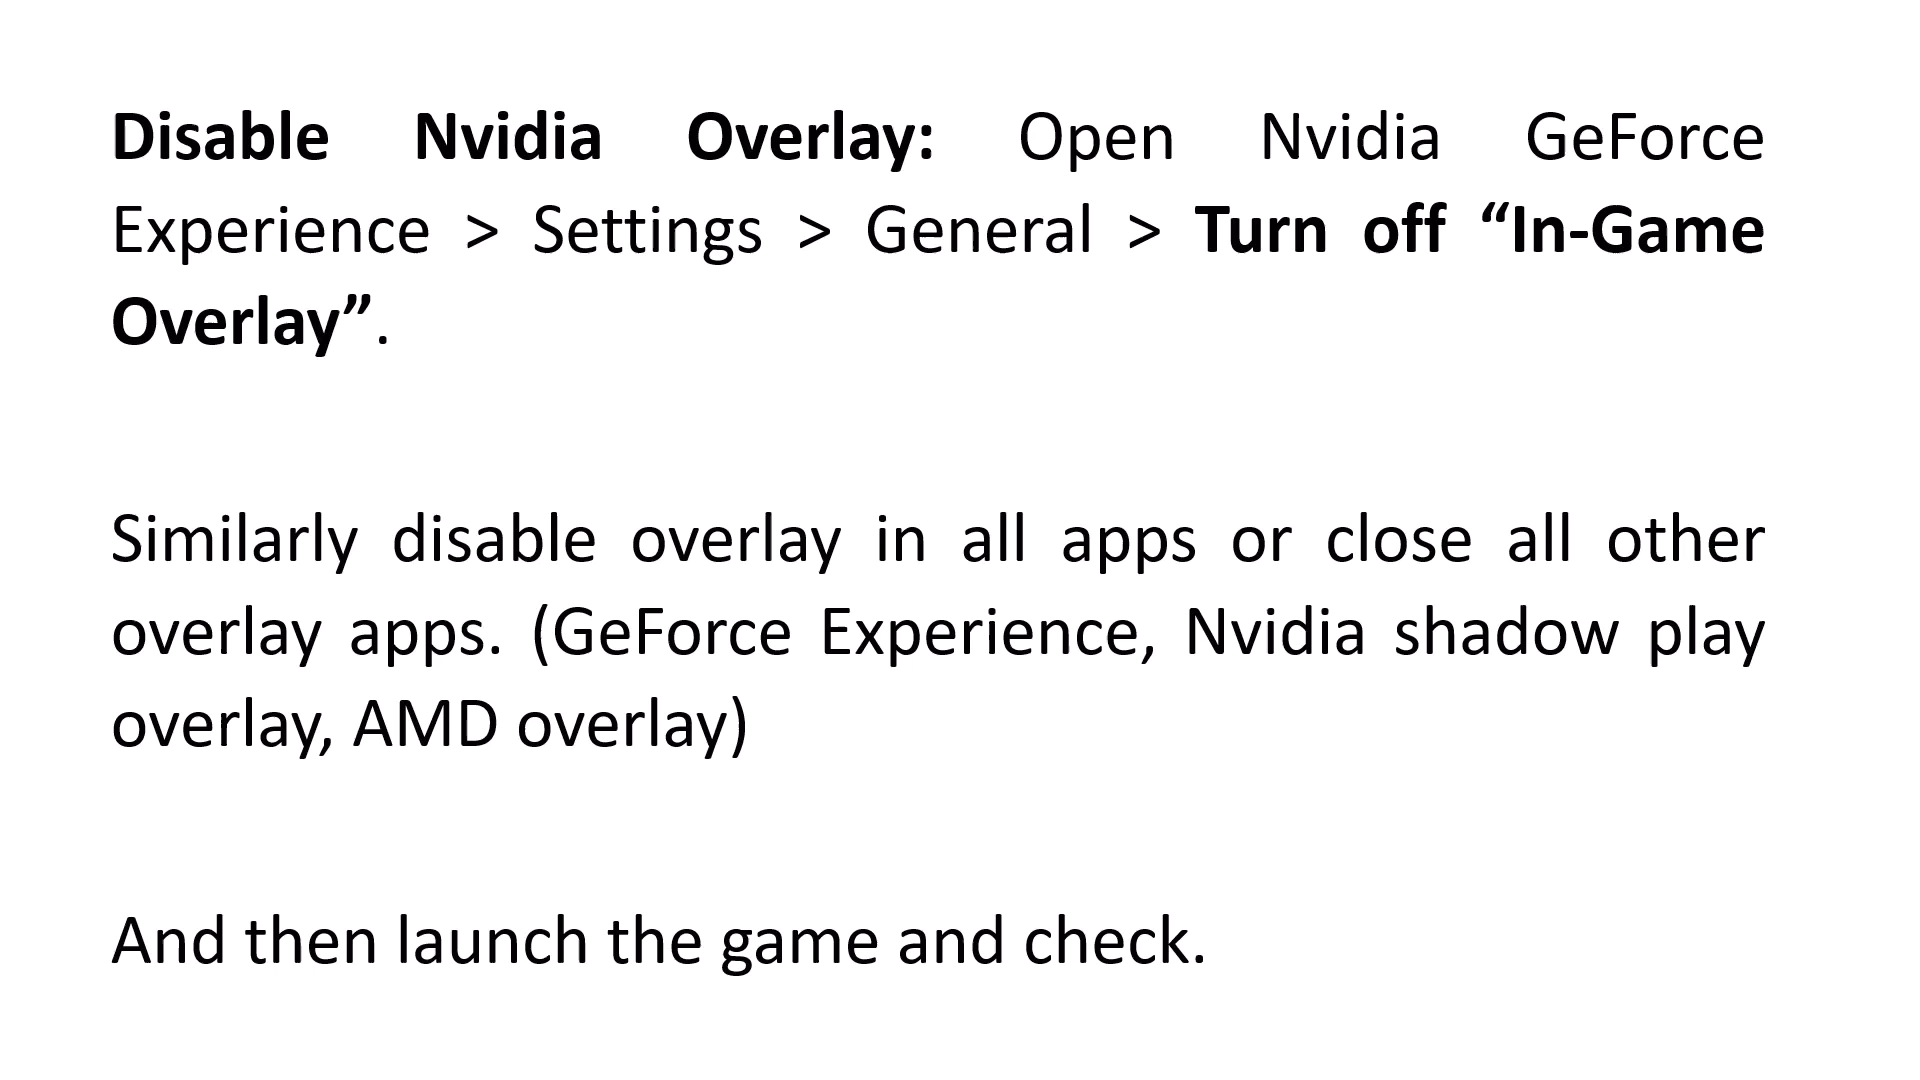 Disable Nvidia Overlay: Open Nvidia GeForce
Experience > Settings > General > Turn off “In-Game
Overlay”.
Similarly disable overlay in all apps or close all other
overlay apps. (GeForce Experience, Nvidia shadow play
overlay, AMD overlay)
And then launch the game and check.